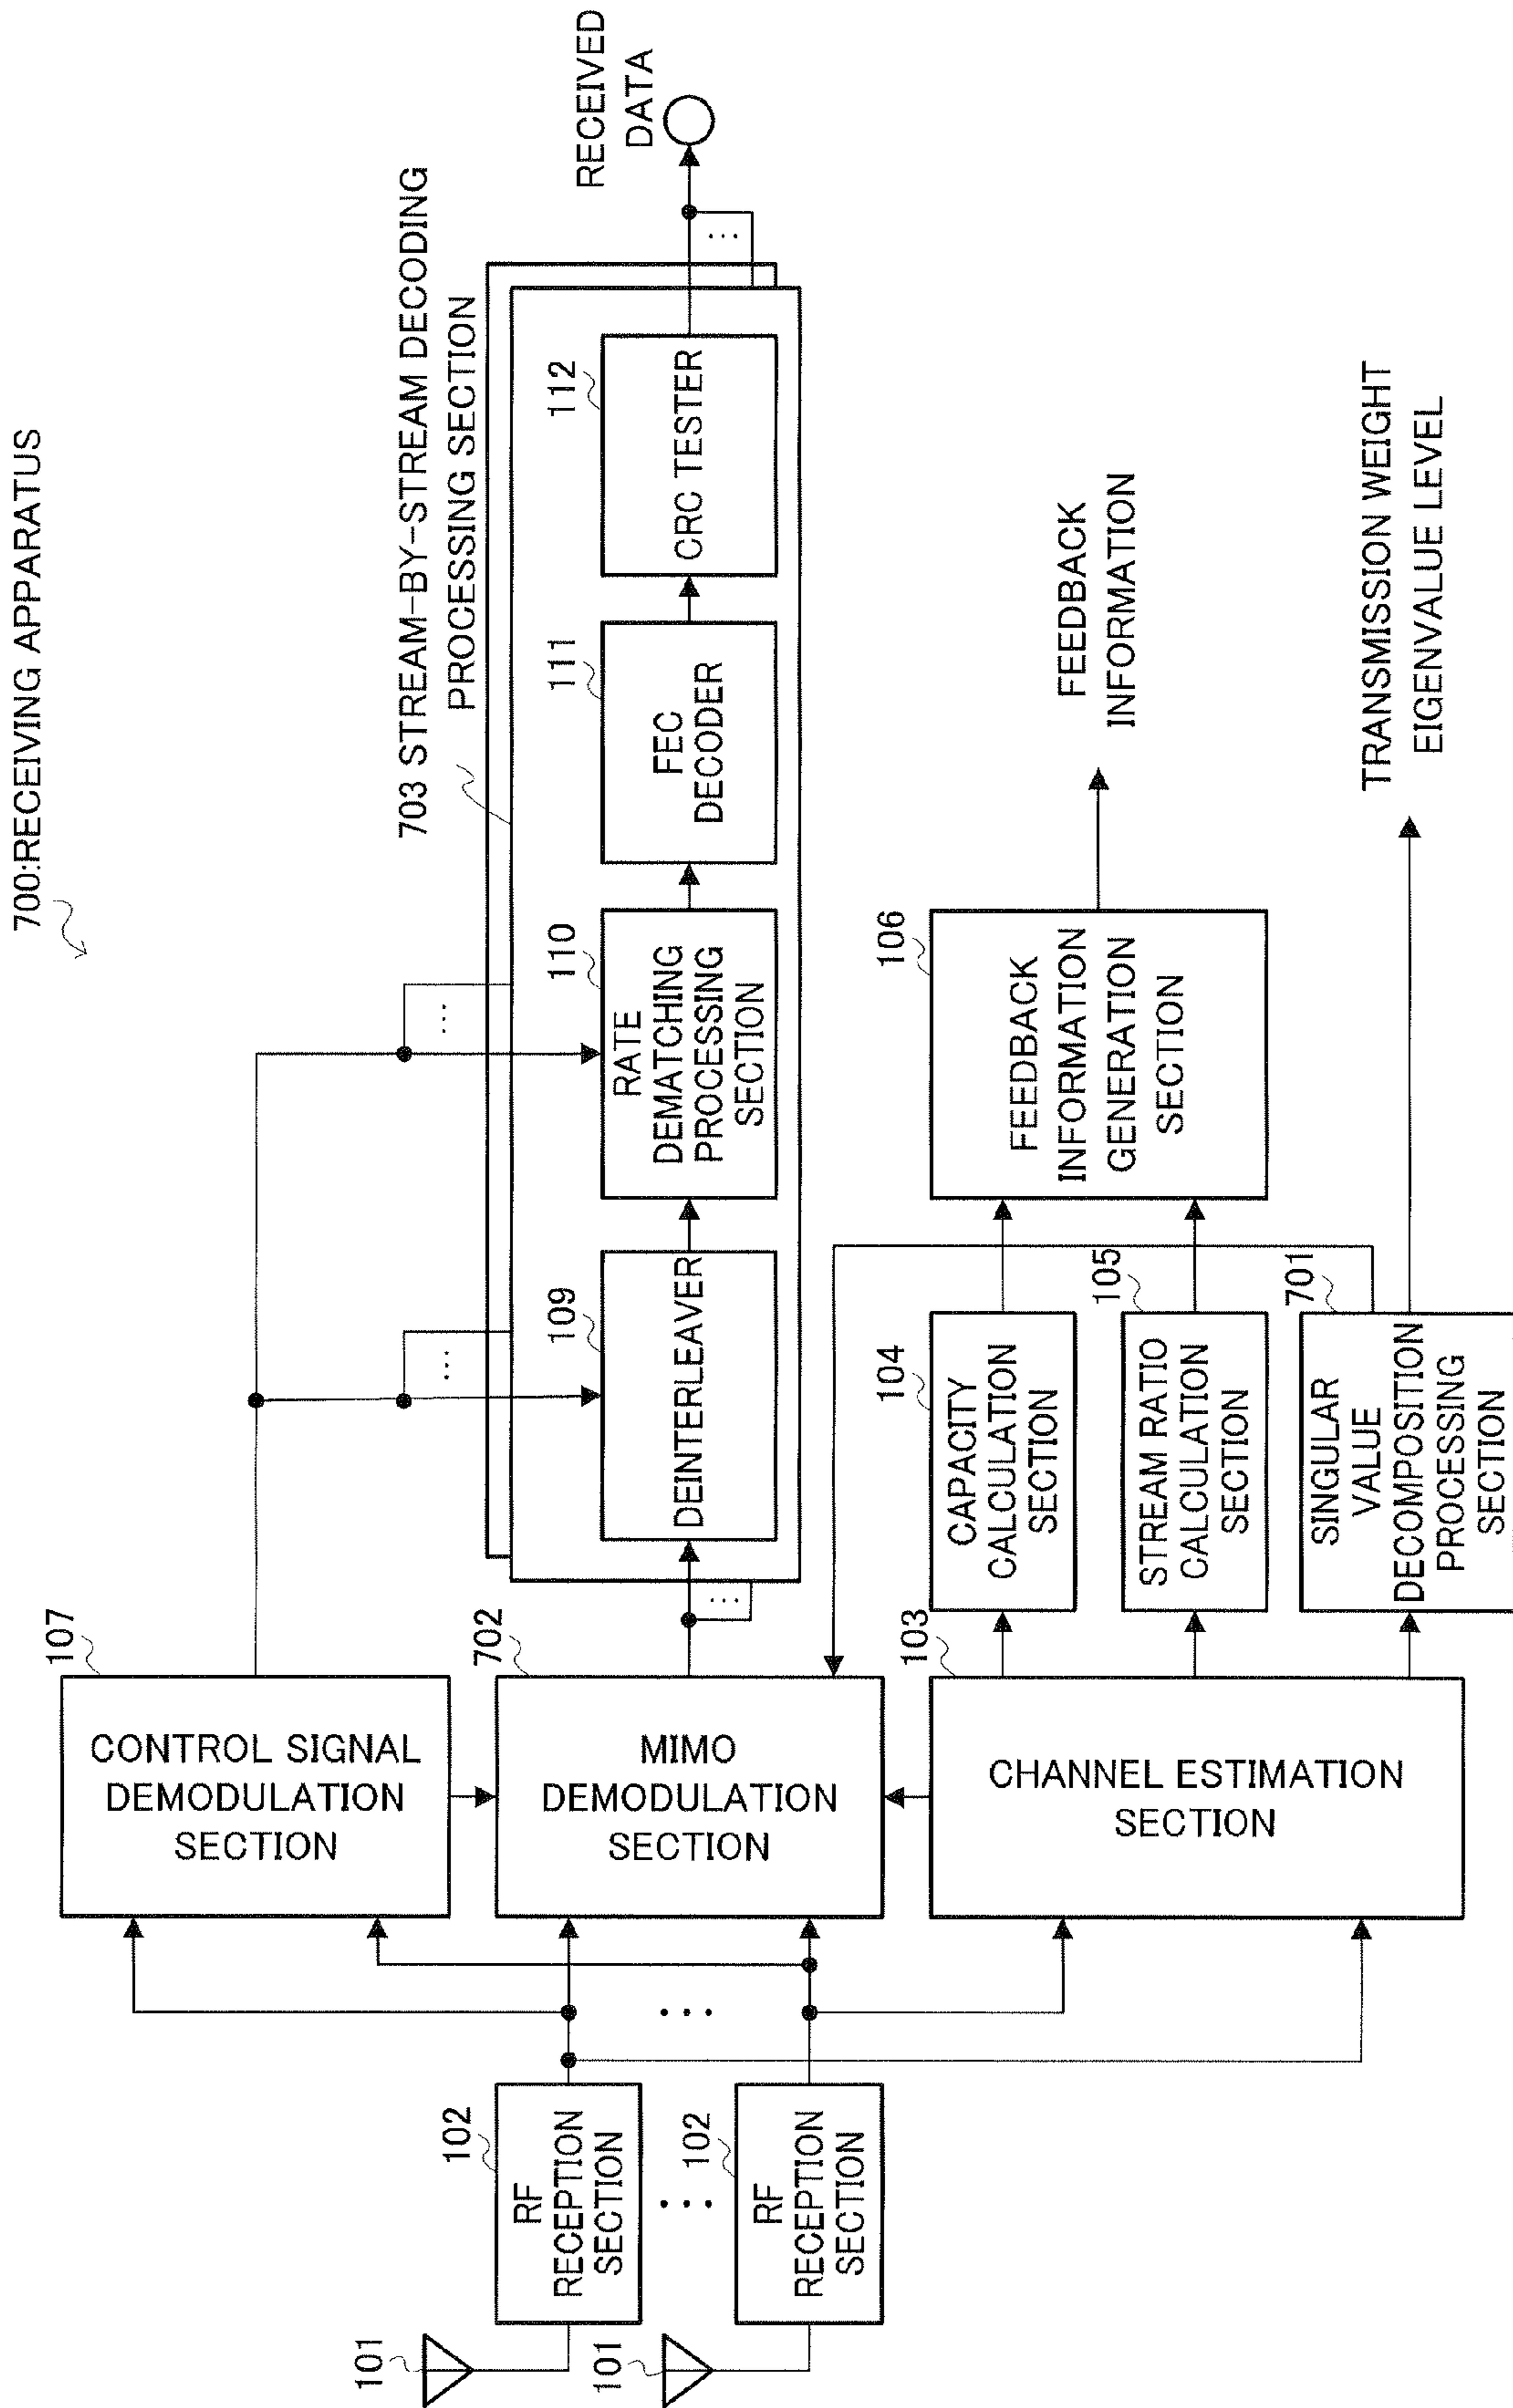 700:RECEIVING APPARATUS
703 STREAM-BY-STREAM DECODING
PROCESSING SECTION
RECEIVED
DATA
107
CONTROL SIGNAL
DEMODULATION
SECTION
109
DEINTERLEAVER
110
RATE
DEMATCHING
PROCESSING
SECTION
111
FEC
DECODER
112
CRC TESTER
101
102
RF
RECEPTION
SECTION
702
MIMO
DEMODULATION
SECTION
101
102
RF
RECEPTION
SECTION
103
CHANNEL ESTIMATION
SECTION
104
CAPACITY
CALCULATION
SECTION
105
STREAM RATIO
CALCULATION
SECTION
701
SINGULAR
VALUE
DECOMPOSITION
PROCESSING
SECTION
106
FEEDBACK
INFORMATION
GENERATION
SECTION
FEEDBACK
INFORMATION
TRANSMISSION WEIGHT
EIGENVALUE LEVEL